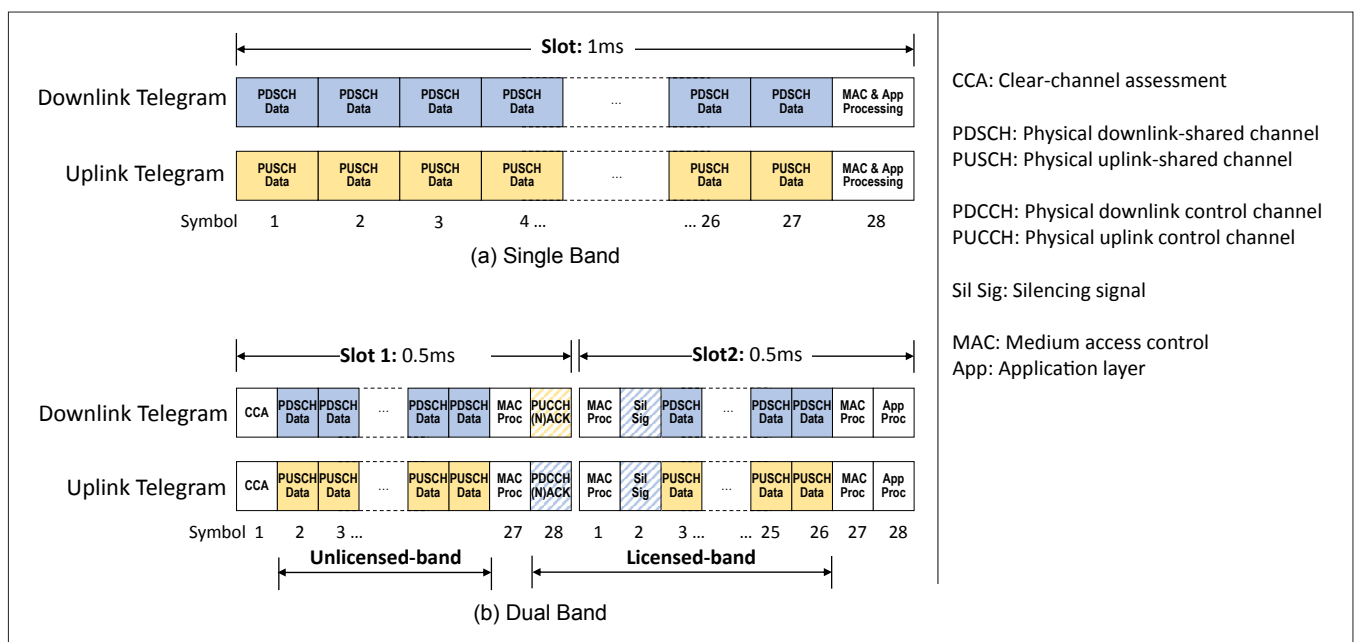 Slot: 1ms
Downlink Telegram
PDSCH Data
PDSCH Data
PDSCH Data
PDSCH Data
...
PDSCH Data
PDSCH Data
MAC & App Processing
Uplink Telegram
PUSCH Data
PUSCH Data
PUSCH Data
PUSCH Data
...
PUSCH Data
PUSCH Data
MAC & App Processing
Symbol 1 2 3 4 ... ... 26 27 28
(a) Single Band
Slot 1: 0.5ms
Slot2: 0.5ms
Downlink Telegram
CCA
PDSCH Data
PDSCH Data
...
PDSCH Data
PDSCH Data
MAC Proc
PUCCH (N)ACK
MAC Proc
Sil Sig
PDSCH Data
...
PDSCH Data
PDSCH Data
MAC Proc
App Proc
Uplink Telegram
CCA
PUSCH Data
PUSCH Data
...
PUSCH Data
PUSCH Data
MAC Proc
PDCCH (N)ACK
MAC Proc
Sil Sig
PUSCH Data
...
PUSCH Data
PUSCH Data
MAC Proc
App Proc
Symbol 1 2 3 ... 27 28 1 2 3 ... ... 25 26 27 28
Unlicensed-band
Licensed-band
(b) Dual Band
CCA: Clear-channel assessment
PDSCH: Physical downlink-shared channel
PUSCH: Physical uplink-shared channel
PDCCH: Physical downlink control channel
PUCCH: Physical uplink control channel
Sil Sig: Silencing signal
MAC: Medium access control
App: Application layer